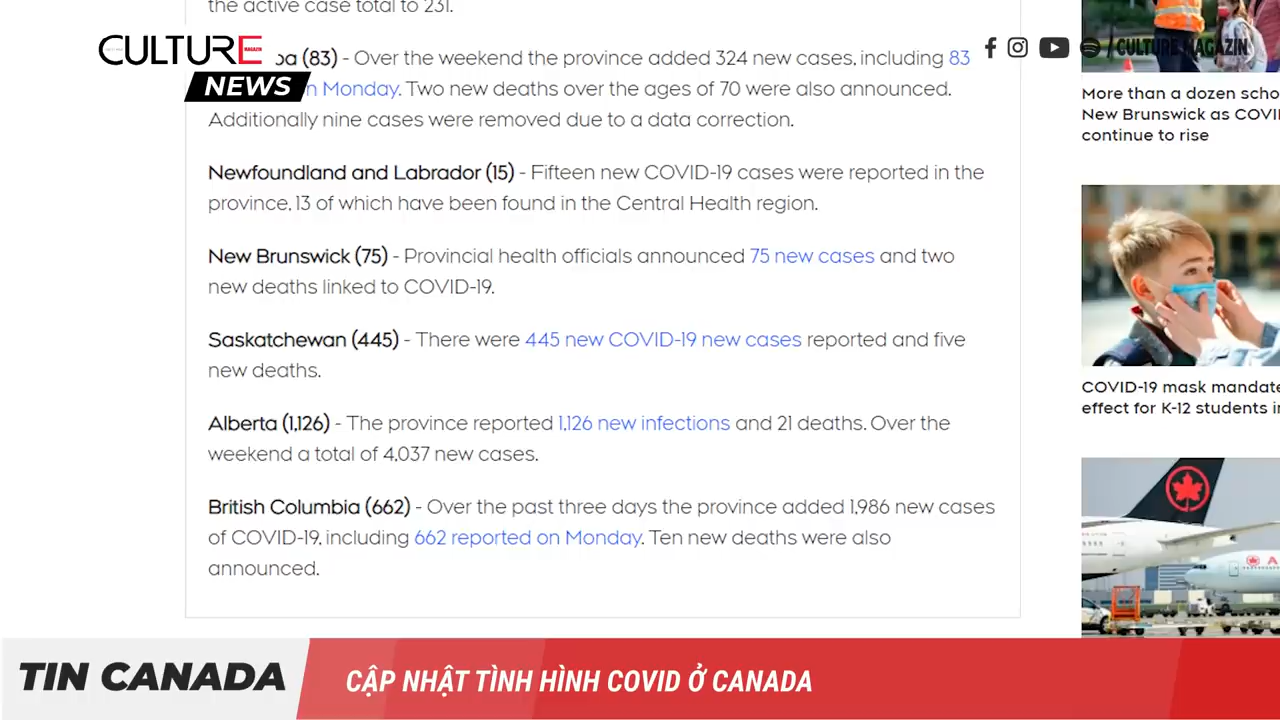 the active case total to 231.
CULTURE
MAGAZIN
NEWS
ba (83) - Over the weekend the province added 324 new cases, including 83
n Monday. Two new deaths over the ages of 70 were also announced.
Additionally nine cases were removed due to a data correction.
Newfoundland and Labrador (15) - Fifteen new COVID-19 cases were reported in the
province, 13 of which have been found in the Central Health region.
New Brunswick (75) - Provincial health officials announced 75 new cases and two
new deaths linked to COVID-19.
Saskatchewan (445) - There were 445 new COVID-19 new cases reported and five
new deaths.
Alberta (1,126) - The province reported 1,126 new infections and 21 deaths. Over the
weekend a total of 4,037 new cases.
British Columbia (662) - Over the past three days the province added 1,986 new cases
of COVID-19, including 662 reported on Monday. Ten new deaths were also
announced.
/ CULTURE MAGAZIN
More than a dozen scho
New Brunswick as COVI
continue to rise
COVID-19 mask mandate
effect for K-12 students in
TIN CANADA
CẬP NHẬT TÌNH HÌNH COVID Ở CANADA